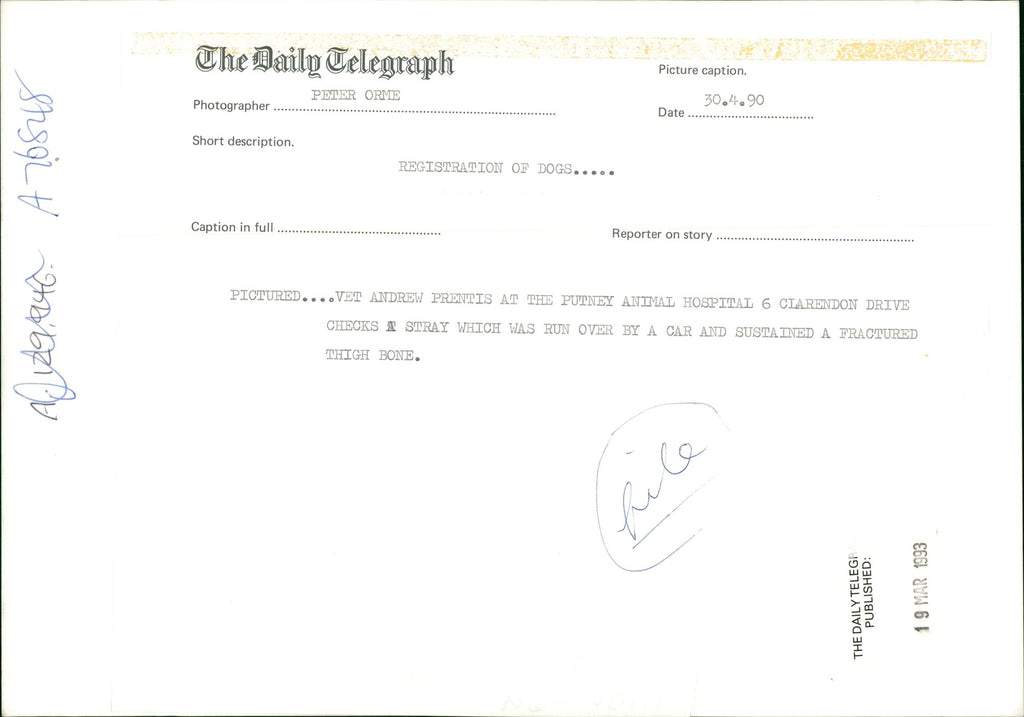 The Daily Telegraph
Picture caption.
Photographer PETER ORME
Date 30.4.90
Short description.
REGISTRATION OF DOGS.....
Caption in full
Reporter on story
PICTURED....VET ANDREW PRENTIS AT THE PUTNEY ANIMAL HOSPITAL 6 CLARENDON DRIVE
CHECKS A STRAY WHICH WAS RUN OVER BY A CAR AND SUSTAINED A FRACTURED
THIGH BONE.
file
A76848
THE DAILY TELEGR
PUBLISHED:
19 MAR 1993